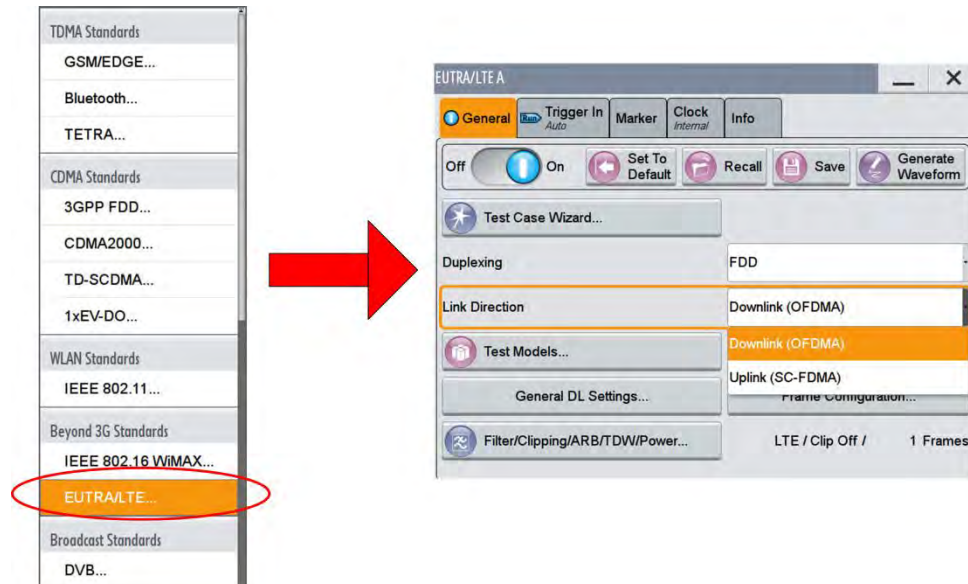 TDMA Standards
GSM/EDGE...
Bluetooth...
TETRA...
CDMA Standards
3GPP FDD...
CDMA2000...
TD-SCDMA...
1xEV-DO...
WLAN Standards
IEEE 802.11...
Beyond 3G Standards
IEEE 802.16 WiMAX...
EUTRA/LTE...
Broadcast Standards
DVB...
EUTRA/LTE A
General
Trigger In
Auto
Marker
Clock
Internal
Info
Off
On
Set To
Default
Recall
Save
Generate
Waveform
Test Case Wizard...
Duplexing
FDD
Link Direction
Downlink (OFDMA)
Downlink (OFDMA)
Uplink (SC-FDMA)
Test Models...
General DL Settings...
Frame Configuration...
Filter/Clipping/ARB/TDW/Power...
LTE / Clip Off / 1 Frames